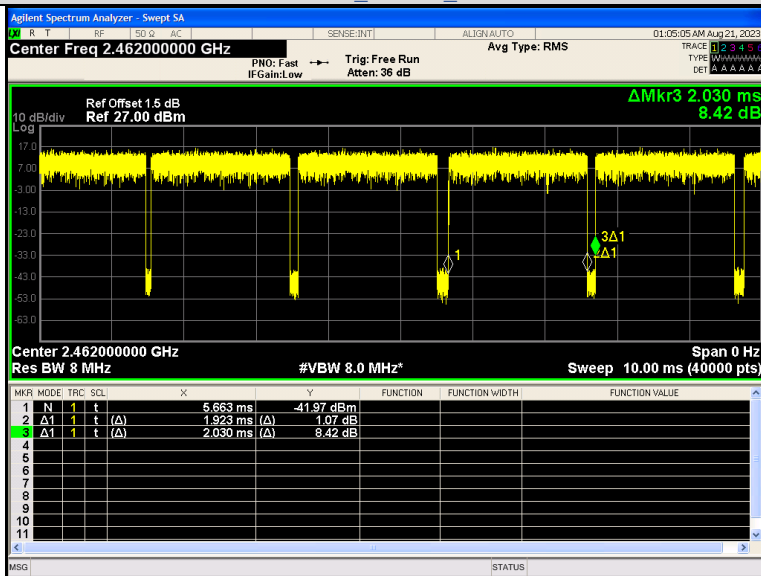 Agilent Spectrum Analyzer - Swept SA
LXI R T RF 50 Ω AC SENSE:INT ALIGN AUTO 01:05:05 AM Aug 21, 2023
Center Freq 2.462000000 GHz Avg Type: RMS TRACE 1 2 3 4 5 6
PNO: Fast Trig: Free Run TYPE W
IFGain:Low Atten: 36 dB DET A A A A A A
ΔMkr3 2.030 ms
8.42 dB
Ref Offset 1.5 dB
10 dB/div Ref 27.00 dBm
Log
17.0
7.00
-3.00
-13.0
-23.0
-33.0
-43.0
-53.0
-63.0
1
3Δ1
2Δ1
Center 2.462000000 GHz Span 0 Hz
Res BW 8 MHz #VBW 8.0 MHz* Sweep 10.00 ms (40000 pts)
MKR MODE TRC SCL X Y FUNCTION FUNCTION WIDTH FUNCTION VALUE
1 N 1 t 5.663 ms -41.97 dBm
2 Δ1 1 t (Δ) 1.923 ms (Δ) 1.07 dB
3 Δ1 1 t (Δ) 2.030 ms (Δ) 8.42 dB
4
5
6
7
8
9
10
11
MSG STATUS